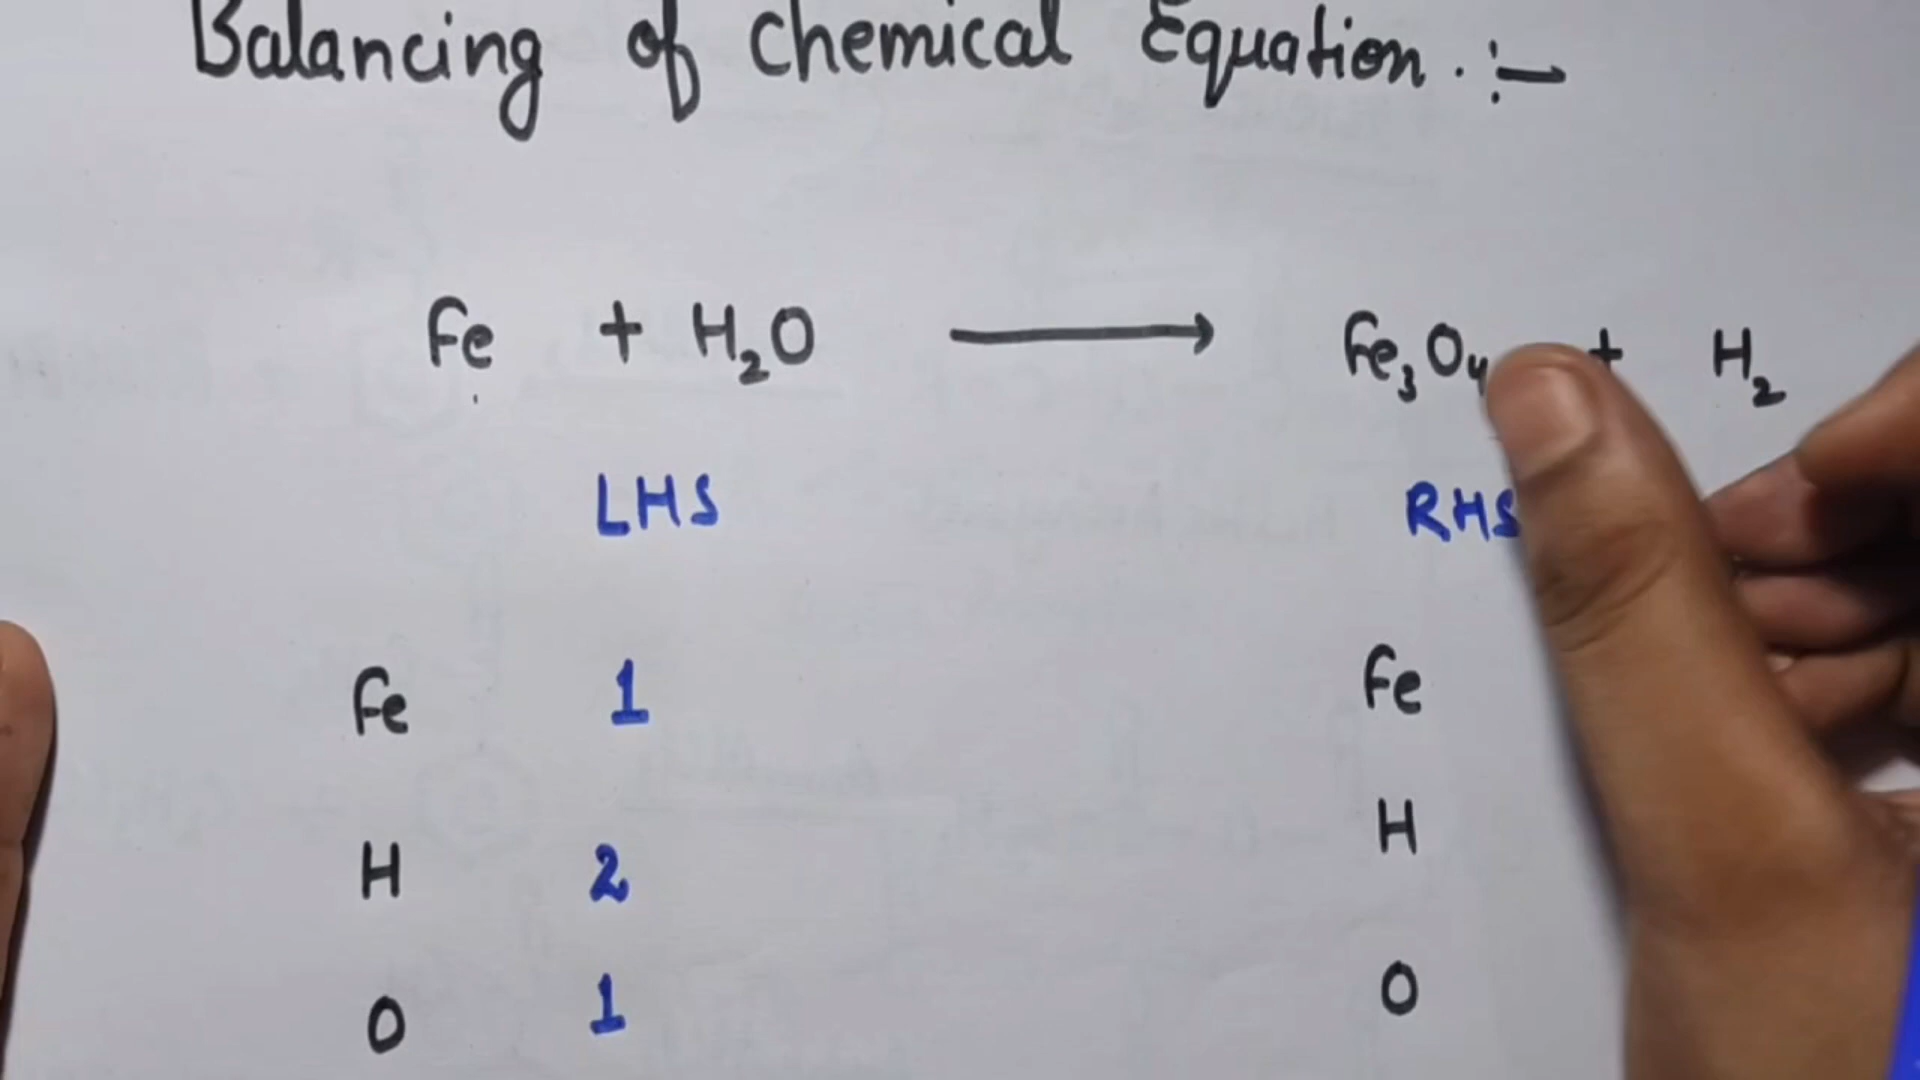 Balancing of Chemical Equation :-
Fe + H₂O → Fe₃O₄ + H₂
LHS RHS
Fe 1 Fe
H 2 H
O 1 O